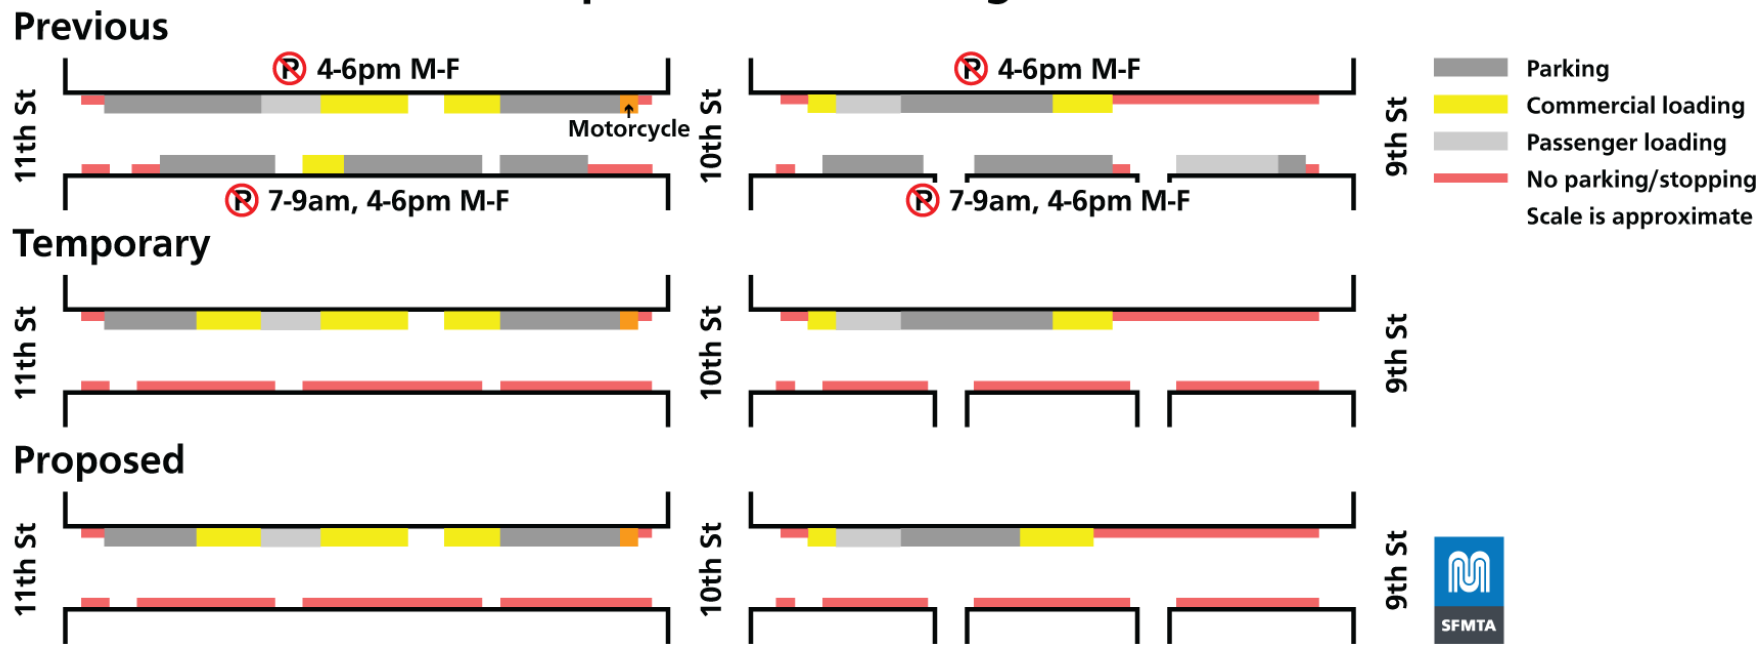 Previous
4-6pm M-F
4-6pm M-F
Parking
Commercial loading
Passenger loading
No parking/stopping
Scale is approximate
11th St
Motorcycle
10th St
9th St
7-9am, 4-6pm M-F
7-9am, 4-6pm M-F
Temporary
11th St
10th St
9th St
Proposed
11th St
10th St
9th St
SFMTA